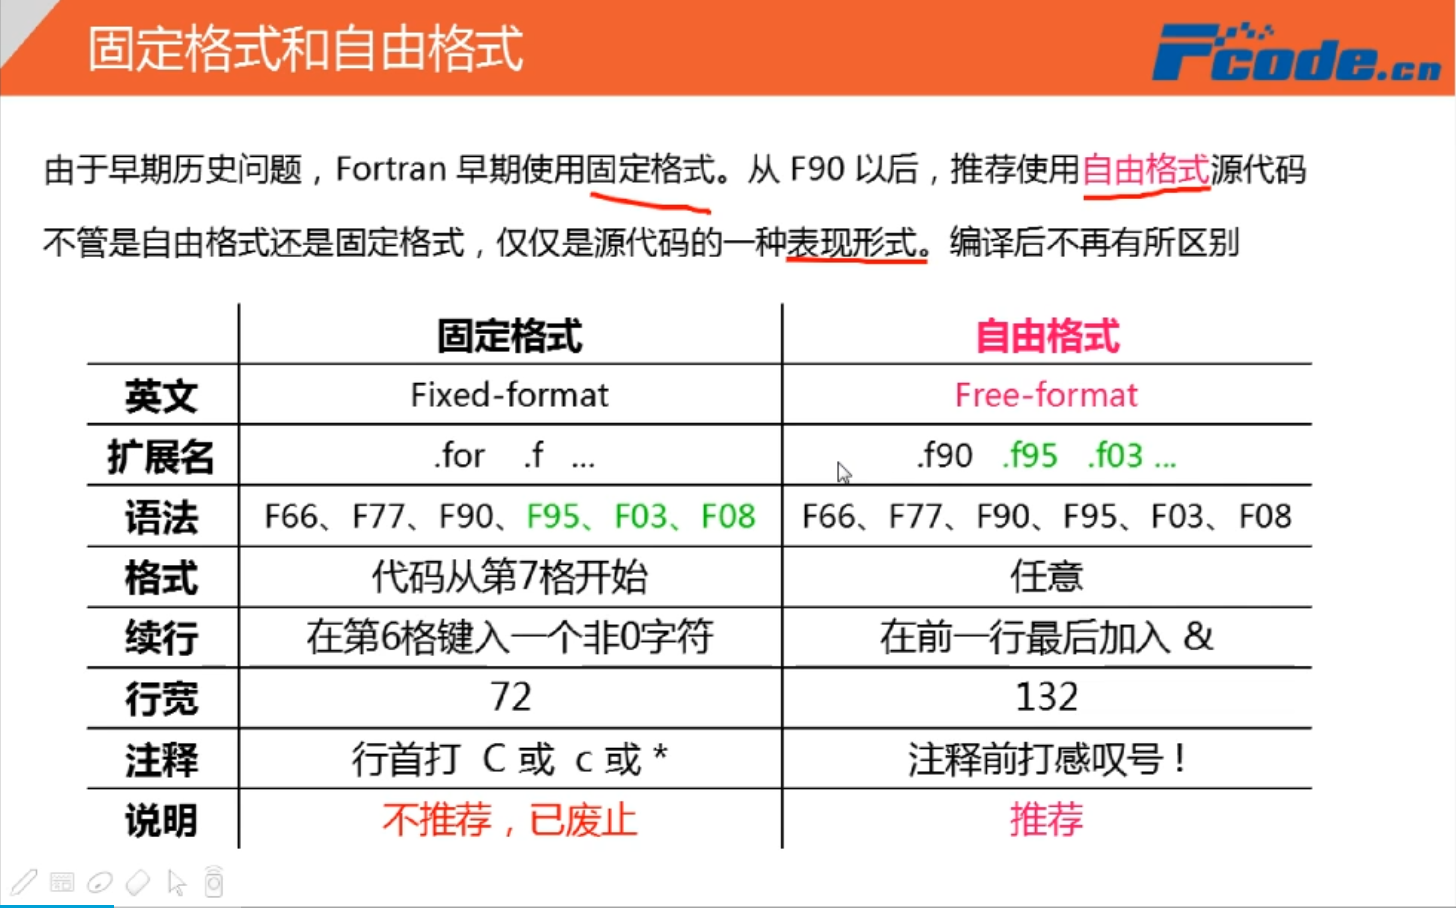 固定格式和自由格式
Fcode.cn
由于早期历史问题，Fortran 早期使用固定格式。从 F90 以后，推荐使用自由格式源代码
不管是自由格式还是固定格式，仅仅是源代码的一种表现形式。编译后不再有所区别
固定格式 自由格式
英文 Fixed-format Free-format
扩展名 .for .f ... .f90 .f95 .f03 ...
语法 F66、F77、F90、F95、F03、F08 F66、F77、F90、F95、F03、F08
格式 代码从第7格开始 任意
续行 在第6格键入一个非0字符 在前一行最后加入 &
行宽 72 132
注释 行首打 C 或 c 或 * 注释前打感叹号！
说明 不推荐，已废止 推荐